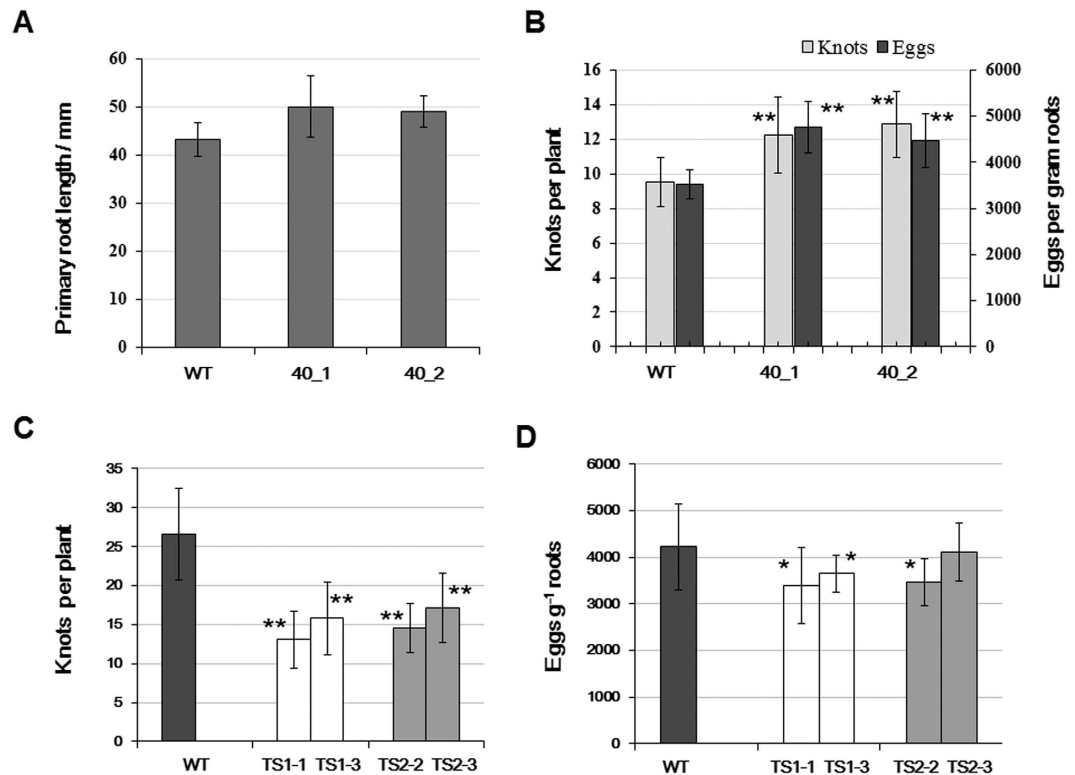 A
Primary root length / mm
60
50
40
30
20
10
0
WT 40_1 40_2
B
Knots Eggs
Knots per plant
16
14
12
10
8
6
4
2
0
** ** ** **
6000
5000
4000
3000
2000
1000
0
Eggs per gram roots
WT 40_1 40_2
C
Knots per plant
35
30
25
20
15
10
5
0
** ** ** **
WT TS1-1 TS1-3 TS2-2 TS2-3
D
Eggs g-1 roots
6000
5000
4000
3000
2000
1000
0
* * *
WT TS1-1 TS1-3 TS2-2 TS2-3